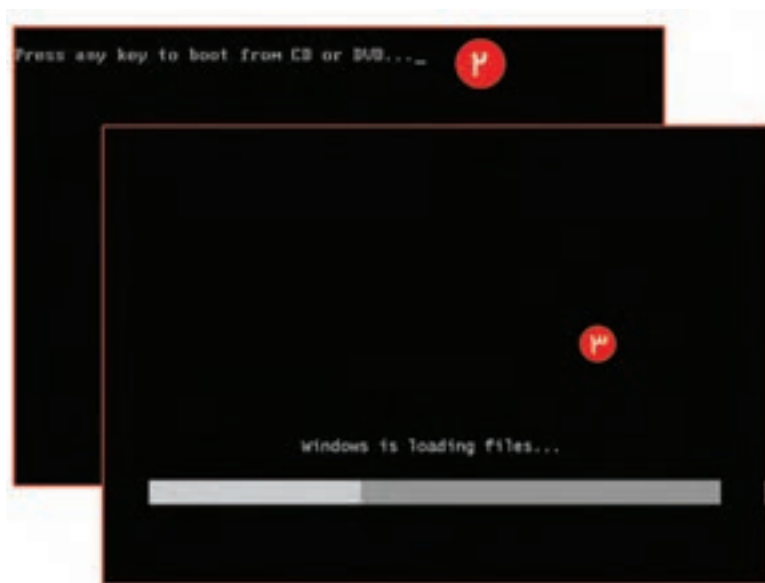 Press any key to boot from CD or DVD..._
۲
۳
Windows is loading files...